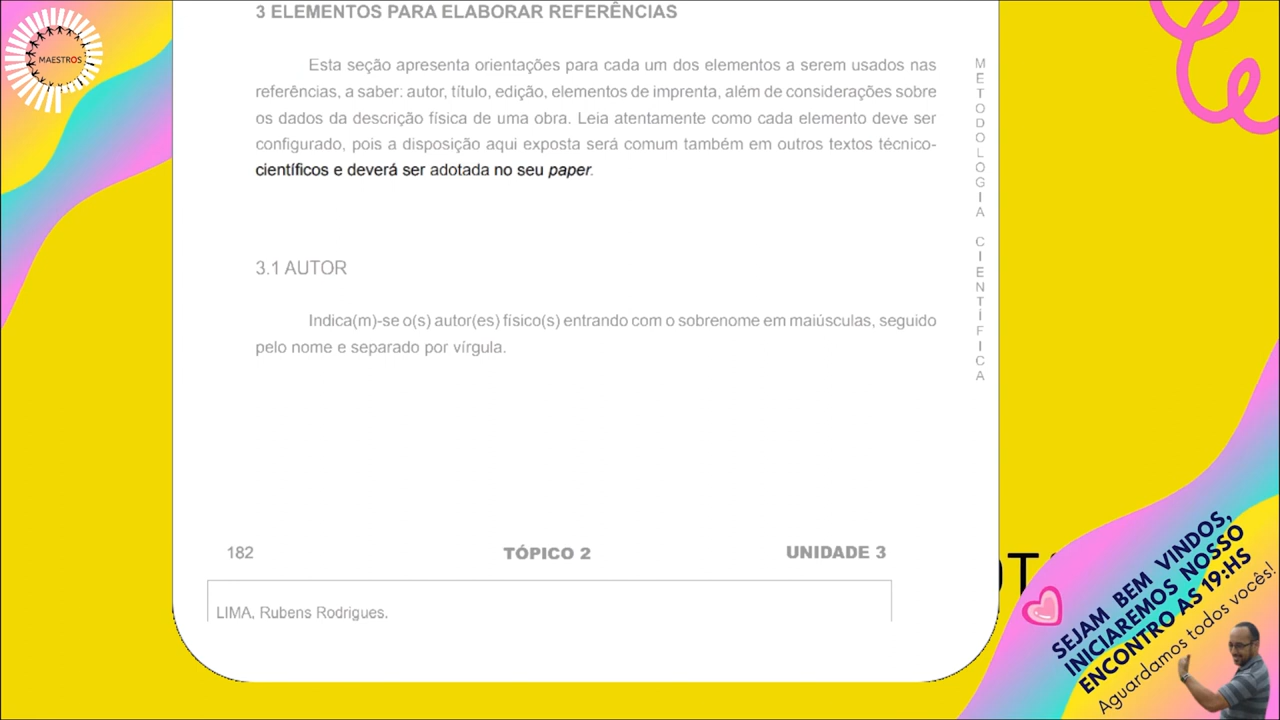 MAESTROS
3 ELEMENTOS PARA ELABORAR REFERÊNCIAS
Esta seção apresenta orientações para cada um dos elementos a serem usados nas
referências, a saber: autor, título, edição, elementos de imprenta, além de considerações sobre
os dados da descrição física de uma obra. Leia atentamente como cada elemento deve ser
configurado, pois a disposição aqui exposta será comum também em outros textos técnico-
científicos e deverá ser adotada no seu paper.
3.1 AUTOR
Indica(m)-se o(s) autor(es) físico(s) entrando com o sobrenome em maiúsculas, seguido
pelo nome e separado por vírgula.
METODOLOGIA CIENTÍFICA
182 TÓPICO 2 UNIDADE 3
LIMA, Rubens Rodrigues.
SEJAM BEM VINDOS,
INICIAREMOS NOSSO
ENCONTRO AS 19:HS
Aguardamos todos vocês!